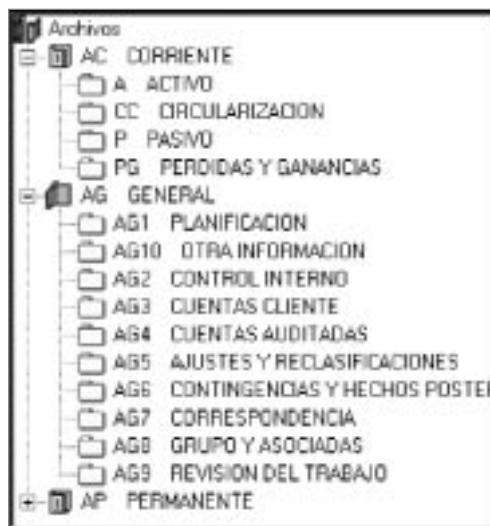 Archivos
AC CORRIENTE
A ACTIVO
CC CIRCULARIZACION
P PASIVO
PG PERDIDAS Y GANANCIAS
AG GENERAL
AG1 PLANIFICACION
AG10 OTRA INFORMACION
AG2 CONTROL INTERNO
AG3 CUENTAS CLIENTE
AG4 CUENTAS AUDITADAS
AG5 AJUSTES Y RECLASIFICACIONES
AG6 CONTINGENCIAS Y HECHOS POSTE
AG7 CORRESPONDENCIA
AG8 GRUPO Y ASOCIADAS
AG9 REVISION DEL TRABAJO
AP PERMANENTE